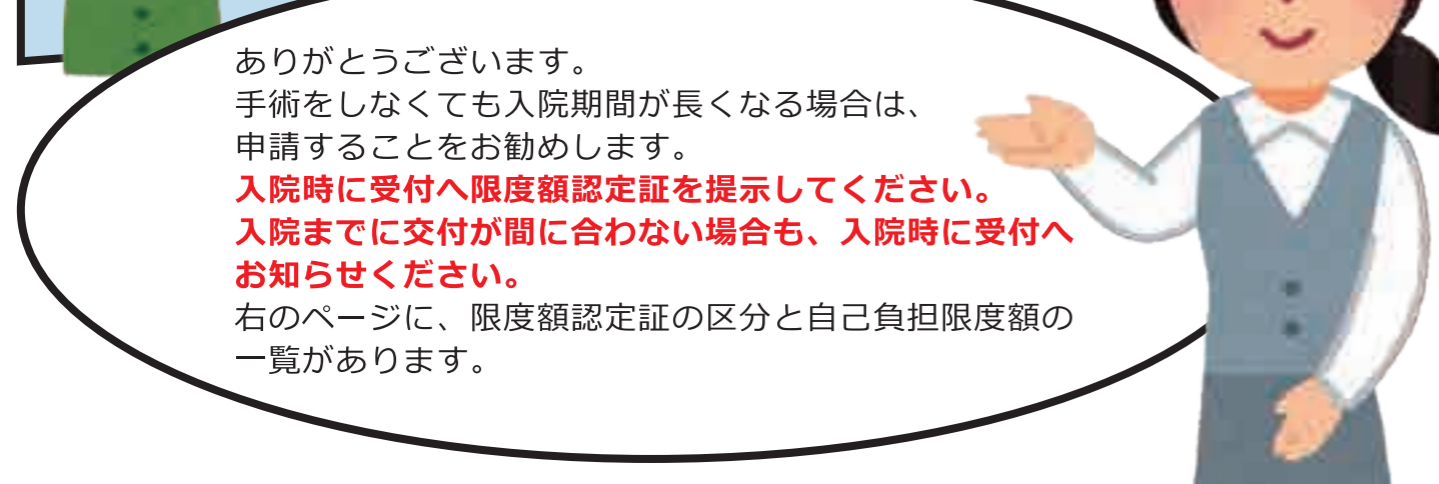 ありがとうございます。
手術をしなくても入院期間が長くなる場合は、
申請することをお勧めします。
入院時に受付へ限度額認定証を提示してください。
入院までに交付が間に合わない場合も、入院時に受付へ
お知らせください。
右のページに、限度額認定証の区分と自己負担限度額の
一覧があります。